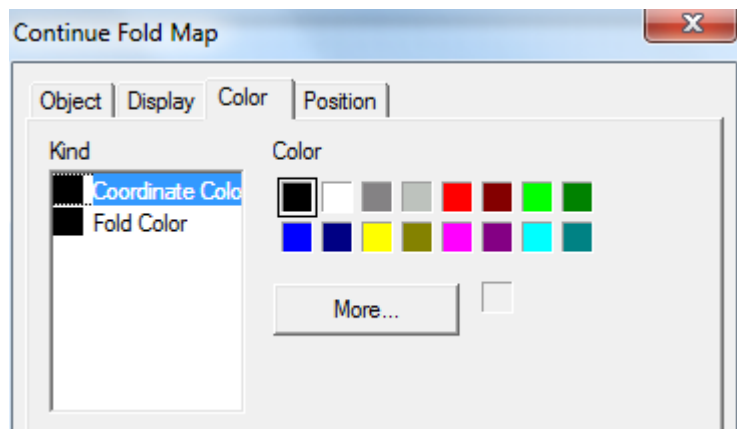 Continue Fold Map
Object Display Color Position
Kind
Color
Coordinate Colo
Fold Color
More...